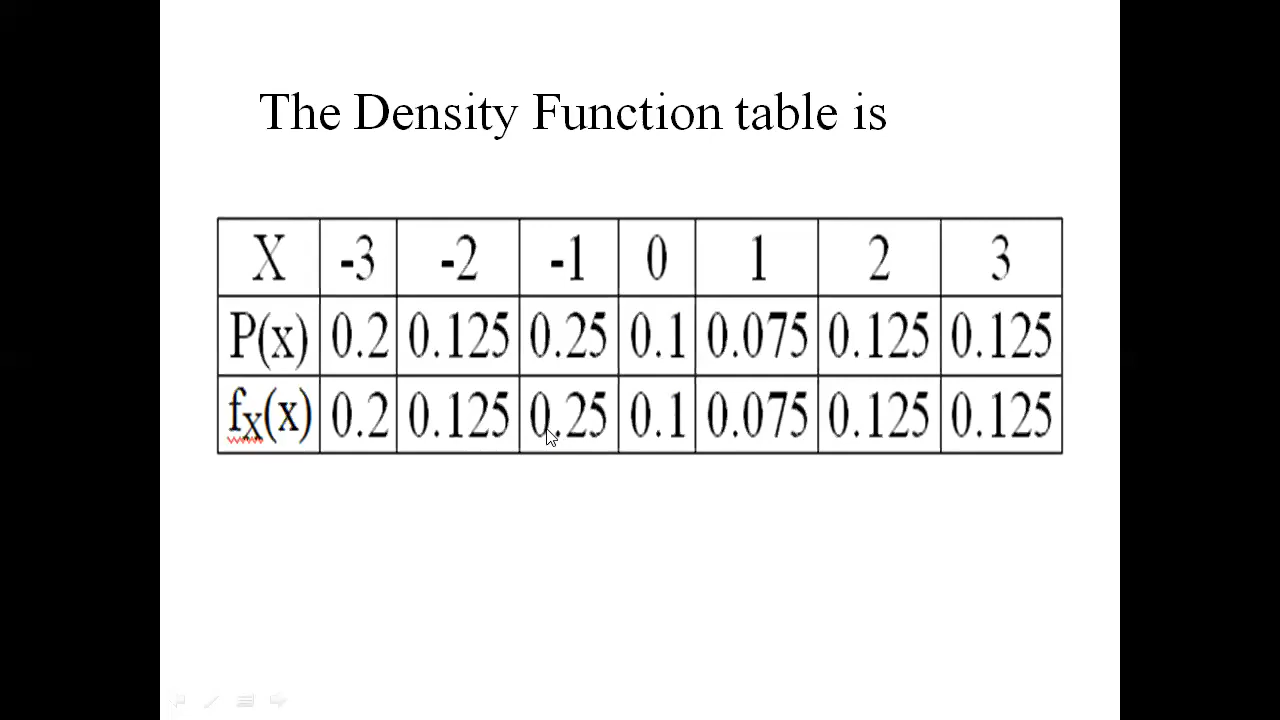 The Density Function table is
X -3 -2 -1 0 1 2 3
P(x) 0.2 0.125 0.25 0.1 0.075 0.125 0.125
fX(x) 0.2 0.125 0.25 0.1 0.075 0.125 0.125